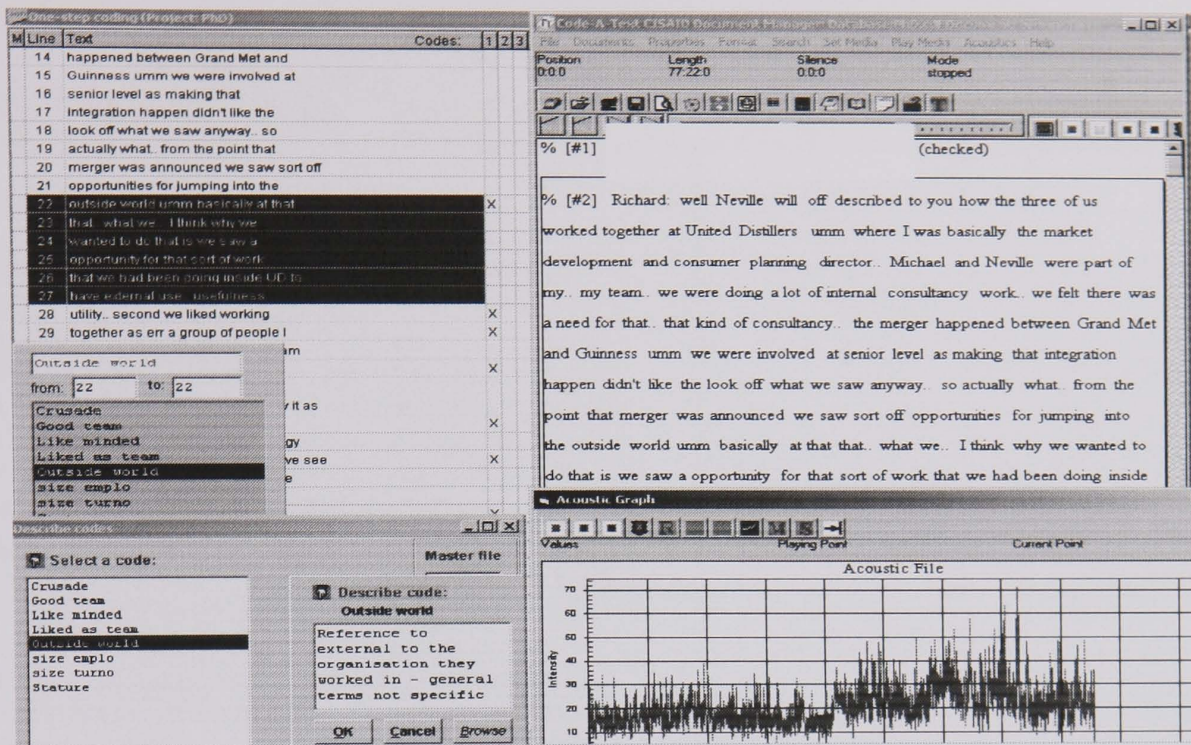 One-step coding (Project: PhD)
M Line Text Codes: 1 2 3
14 happened between Grand Met and
15 Guinness umm we were involved at
16 senior level as making that
17 integration happen didn't like the
18 look off what we saw anyway.. so
19 actually what.. from the point that
20 merger was announced we saw sort off
21 opportunities for jumping into the
22 outside world umm basically at that X
23 that.. what we.. I think why we
24 wanted to do that is we saw a
25 opportunity for that sort of work
26 that we had been doing inside UD to
27 have external use.. usefulness
28 utility.. second we liked working X
29 together as err a group of people I X
am
X
it as
X
gy
ve see X
e
Outside world
from: 22 to: 22
Crusade
Good team
Like minded
Liked as team
Outside world
size emplo
size turno
Describe codes
Select a code:
Master file
Crusade
Good team
Like minded
Liked as team
Outside world
size emplo
size turno
Stature
Describe code:
Outside world
Reference to
external to the
organisation they
worked in - general
terms not specific
OK Cancel Browse
Code-A-Text CISAID Document Manager
File Documents Properties Format Search Set Media Play Media Acoustics Help
Position Length Silence Mode
0:0:0 77:22:0 0:0:0 stopped
% [#1] (checked)
% [#2] Richard: well Neville will off described to you how the three of us
worked together at United Distillers umm where I was basically the market
development and consumer planning director.. Michael and Neville were part of
my.. my team.. we were doing a lot of internal consultancy work.. we felt there was
a need for that.. that kind of consultancy.. the merger happened between Grand Met
and Guinness umm we were involved at senior level as making that integration
happen didn't like the look off what we saw anyway.. so actually what.. from the
point that merger was announced we saw sort off opportunities for jumping into
the outside world umm basically at that that.. what we.. I think why we wanted to
do that is we saw a opportunity for that sort of work that we had been doing inside
Acoustic Graph
R M S
Values Playing Point Current Point
Acoustic File
Intensity
70
60
50
40
30
20
10